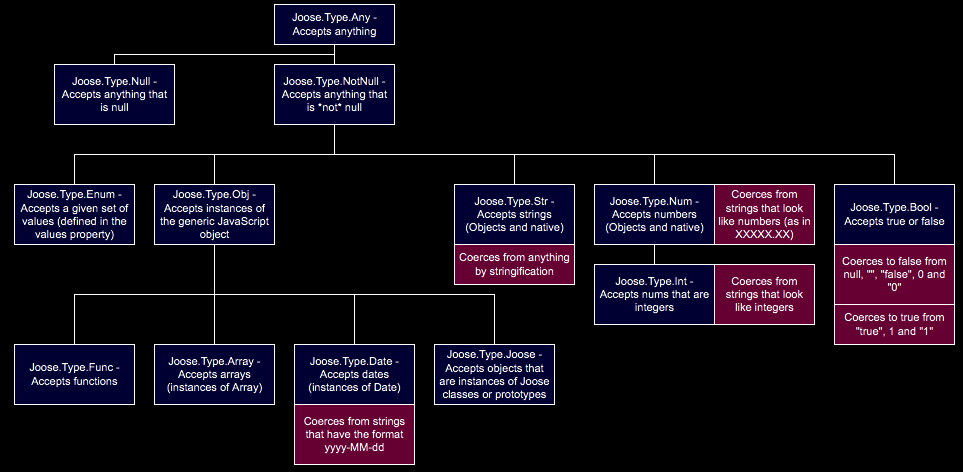 Joose.Type.Any -
Accepts anything
Joose.Type.Null -
Accepts anything that
is null
Joose.Type.NotNull -
Accepts anything that
is *not* null
Joose.Type.Enum -
Accepts a given set of
values (defined in the
values property)
Joose.Type.Obj -
Accepts instances of
the generic JavaScript
object
Joose.Type.Str -
Accepts strings
(Objects and native)
Coerces from anything
by stringification
Joose.Type.Num -
Accepts numbers
(Objects and native)
Coerces from
strings that look
like numbers (as in
XXXXX.XX)
Joose.Type.Bool -
Accepts true or false
Coerces to false from
null, "", "false", 0 and
"0"
Coerces to true from
"true", 1 and "1"
Joose.Type.Int -
Accepts nums that are
integers
Coerces from
strings that look
like integers
Joose.Type.Func -
Accepts functions
Joose.Type.Array -
Accepts arrays
(instances of Array)
Joose.Type.Date -
Accepts dates
(instances of Date)
Coerces from strings
that have the format
yyyy-MM-dd
Joose.Type.Joose -
Accepts objects that
are instances of Joose
classes or prototypes